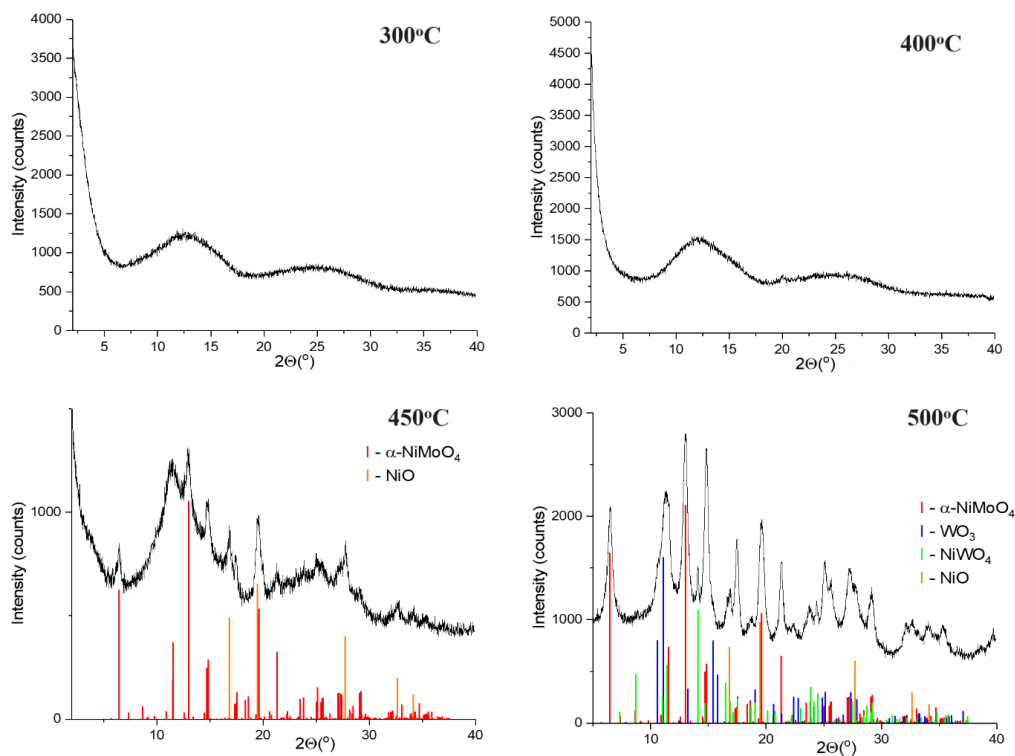 300°C
4000
3500
3000
2500
2000
1500
1000
500
0
Intensity (counts)
5 10 15 20 25 30 35 40
2Θ(°)
400°C
5000
4500
4000
3500
3000
2500
2000
1500
1000
500
0
Intensity (counts)
5 10 15 20 25 30 35 40
2Θ(°)
450°C
- α-NiMoO₄
- NiO
1000
0
Intensity (counts)
10 20 30 40
2Θ(°)
500°C
- α-NiMoO₄
- WO₃
- NiWO₄
- NiO
3000
2000
1000
0
Intensity (counts)
10 20 30 40
2Θ(°)